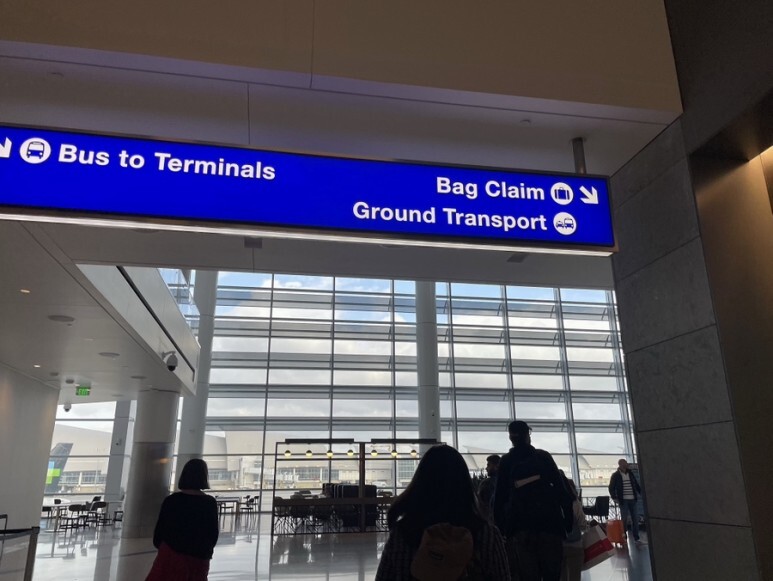 Bus to Terminals
Bag Claim
Ground Transport